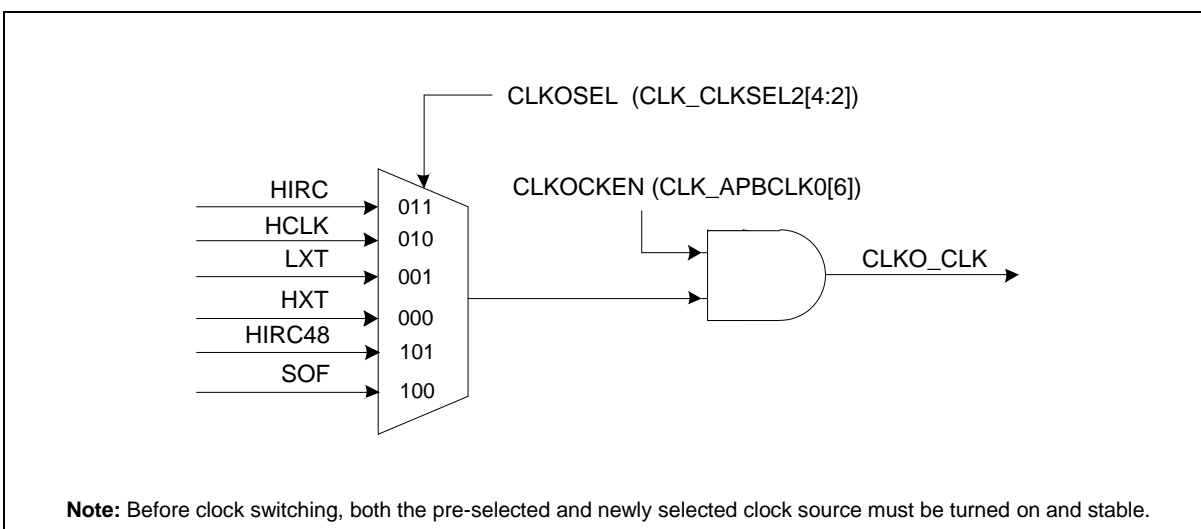 CLKOSEL (CLK_CLKSEL2[4:2])
CLKOCKEN (CLK_APBCLK0[6])
HIRC
011
HCLK
010
LXT
001
HXT
000
HIRC48
101
SOF
100
CLKO_CLK
Note: Before clock switching, both the pre-selected and newly selected clock source must be turned on and stable.